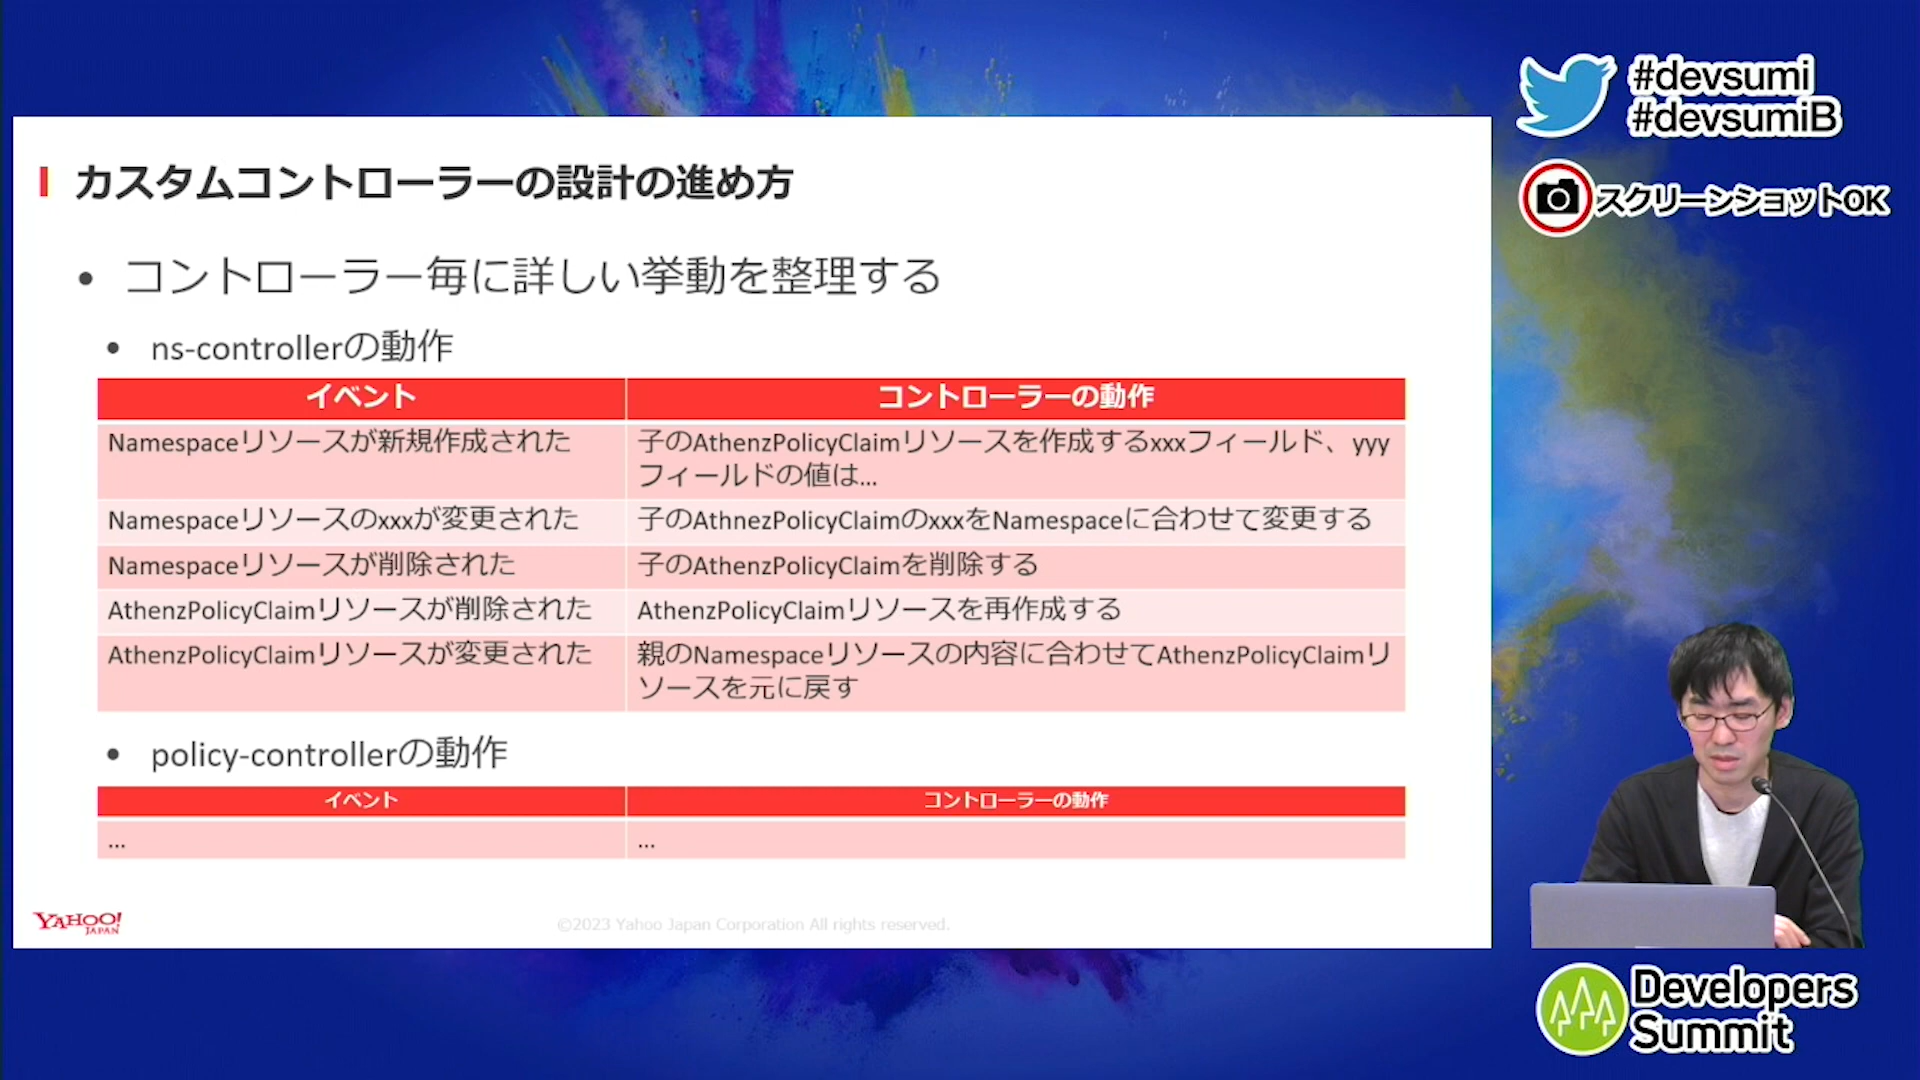 カスタムコントローラーの設計の進め方
• コントローラー毎に詳しい挙動を整理する
• ns-controllerの動作
イベント
コントローラーの動作
Namespaceリソースが新規作成された
子のAthenzPolicyClaimリソースを作成するxxxフィールド、yyy
フィールドの値は...
Namespaceリソースのxxxが変更された
子のAthnezPolicyClaimのxxxをNamespaceに合わせて変更する
Namespaceリソースが削除された
子のAthenzPolicyClaimを削除する
AthenzPolicyClaimリソースが削除された
AthenzPolicyClaimリソースを再作成する
AthenzPolicyClaimリソースが変更された
親のNamespaceリソースの内容に合わせてAthenzPolicyClaimリ
ソースを元に戻す
• policy-controllerの動作
イベント
コントローラーの動作
...
...
YAHOO!
JAPAN
©2023 Yahoo Japan Corporation All rights reserved.
#devsumi
#devsumiB
スクリーンショットOK
Developers
Summit